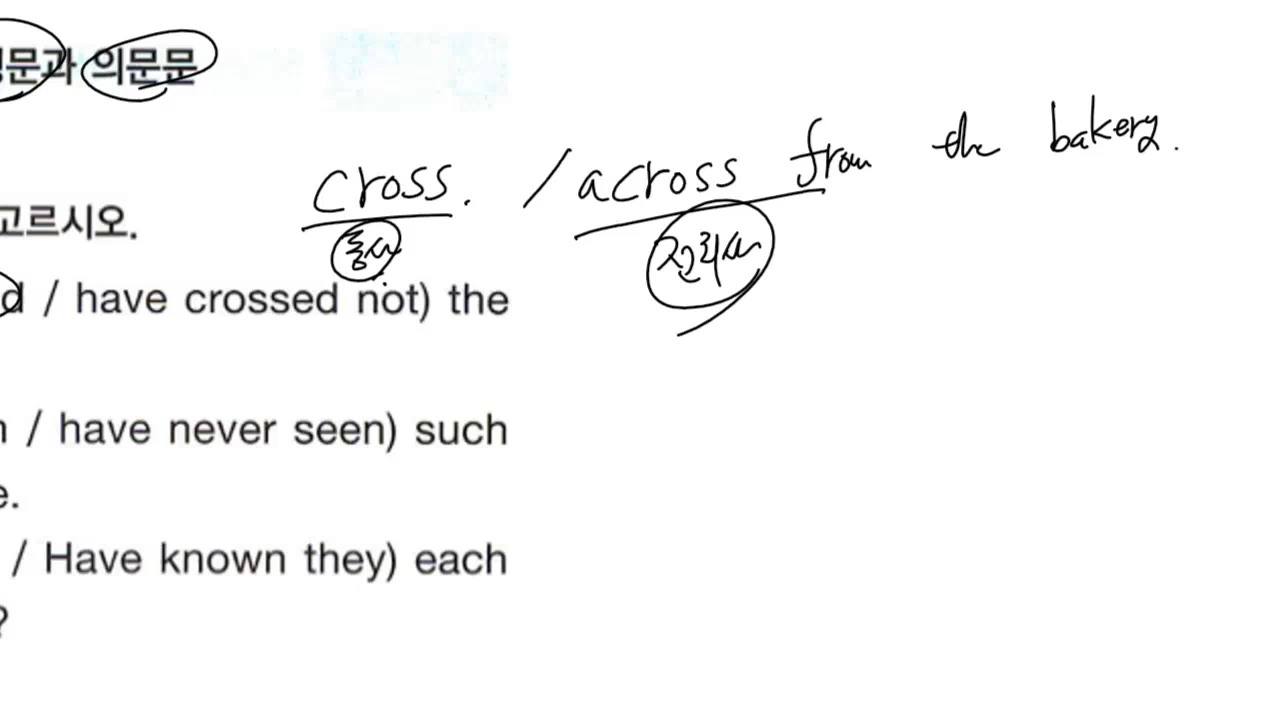 문과 의문문
cross. / across from the bakery.
동사 전치사
고르시오.
d / have crossed not) the
/ have never seen) such
e.
/ Have known they) each
?